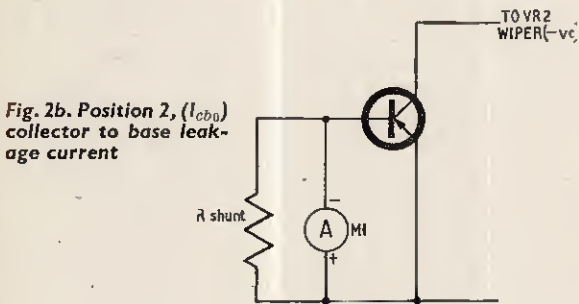 TO VR2
WIPER(-ve)
Fig. 2b. Position 2, (Icbo)
collector to base leak-
age current
R shunt
-
A
M1
+